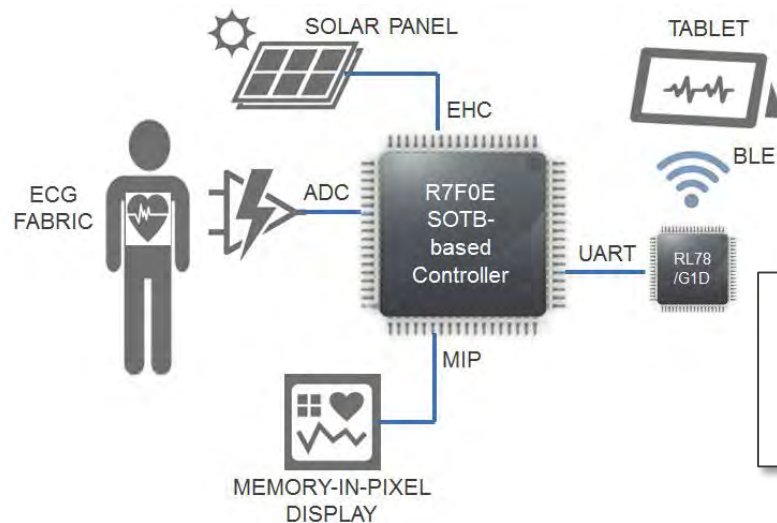 SOLAR PANEL
TABLET
EHC
BLE
ECG
FABRIC
ADC
R7F0E
SOTB-
based
Controller
UART
RL78
/G1D
MIP
MEMORY-IN-PIXEL
DISPLAY